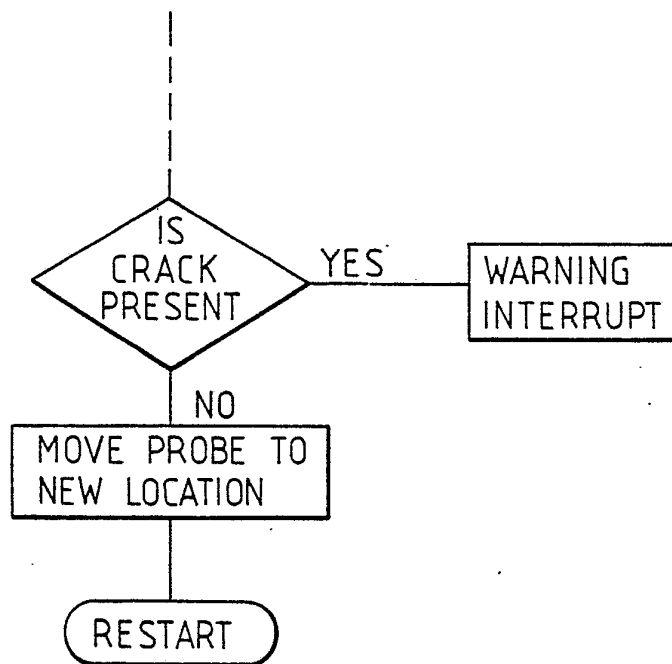 IS
CRACK
PRESENT
YES
WARNING
INTERRUPT
NO
MOVE PROBE TO
NEW LOCATION
RESTART